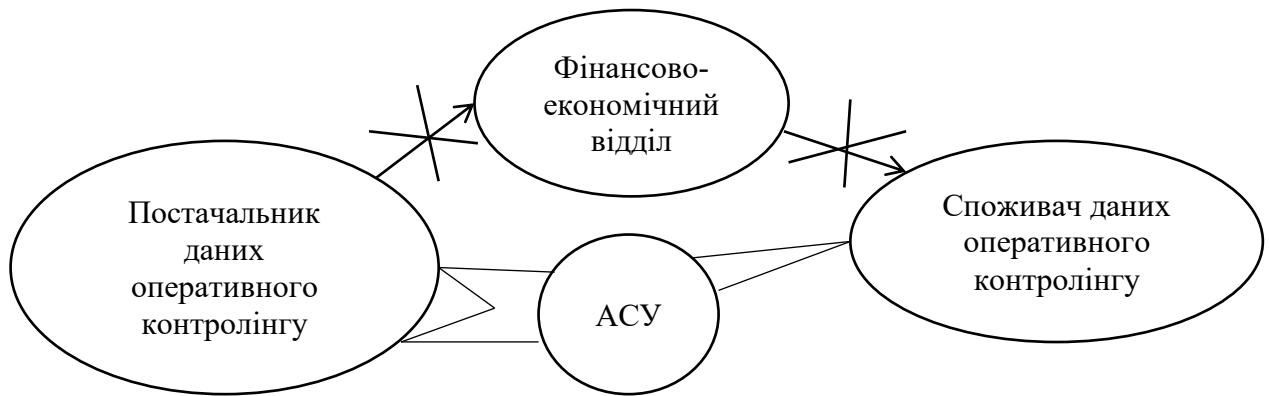 Фінансово-
економічний
відділ
Постачальник
даних
оперативного
контролінгу
АСУ
Споживач даних
оперативного
контролінгу